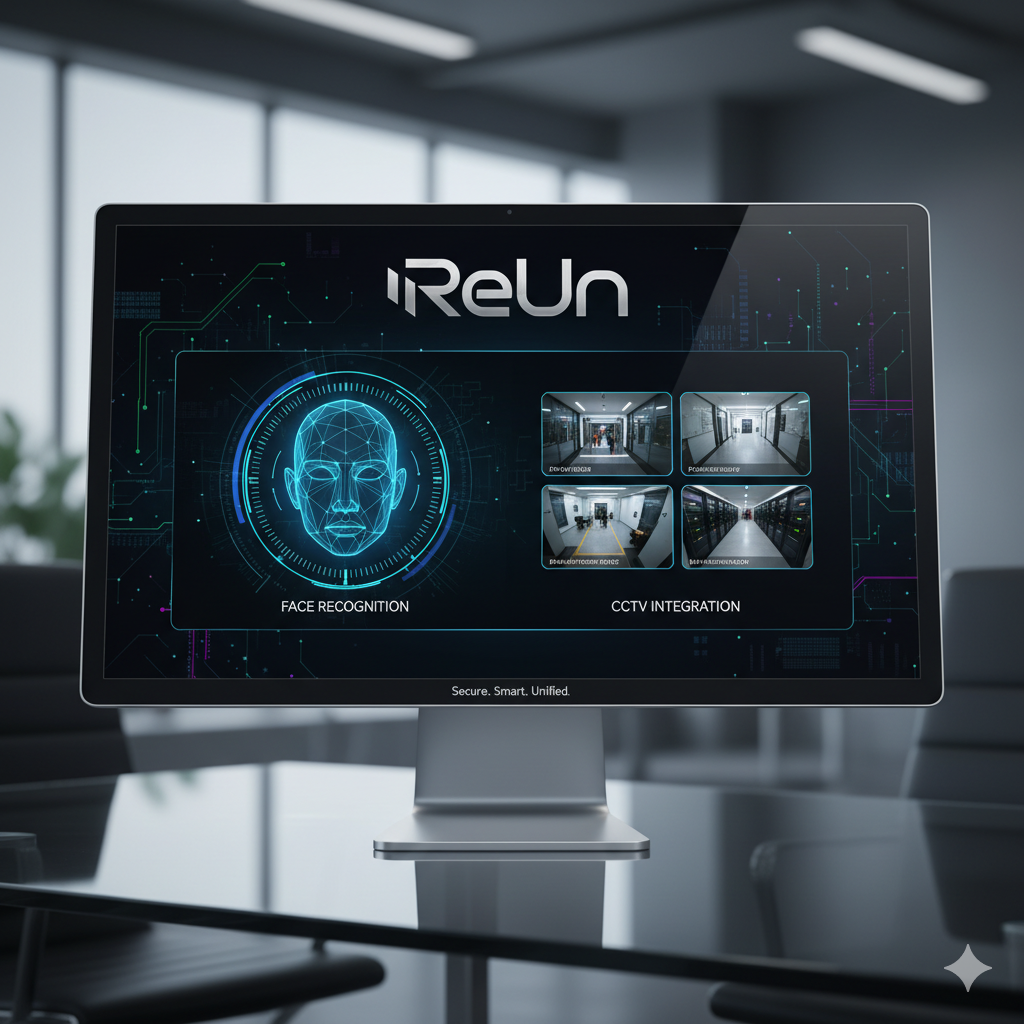 ReUn
FACE RECOGNITION
CCTV INTEGRATION
Secure. Smart. Unified.